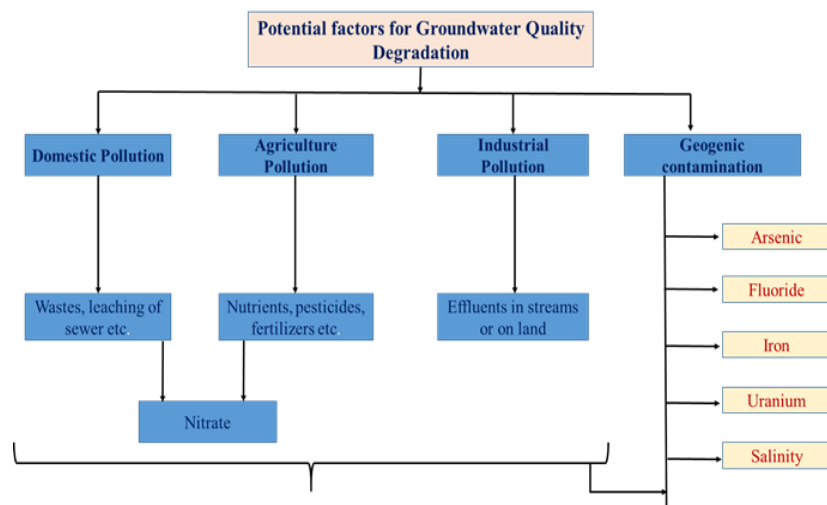 Potential factors for Groundwater Quality
Degradation
Domestic Pollution
Agriculture
Pollution
Industrial
Pollution
Geogenic
contamination
Arsenic
Wastes, leaching of
sewer etc.
Nutrients, pesticides,
fertilizers etc.
Effluents in streams
or on land
Fluoride
Iron
Nitrate
Uranium
Salinity